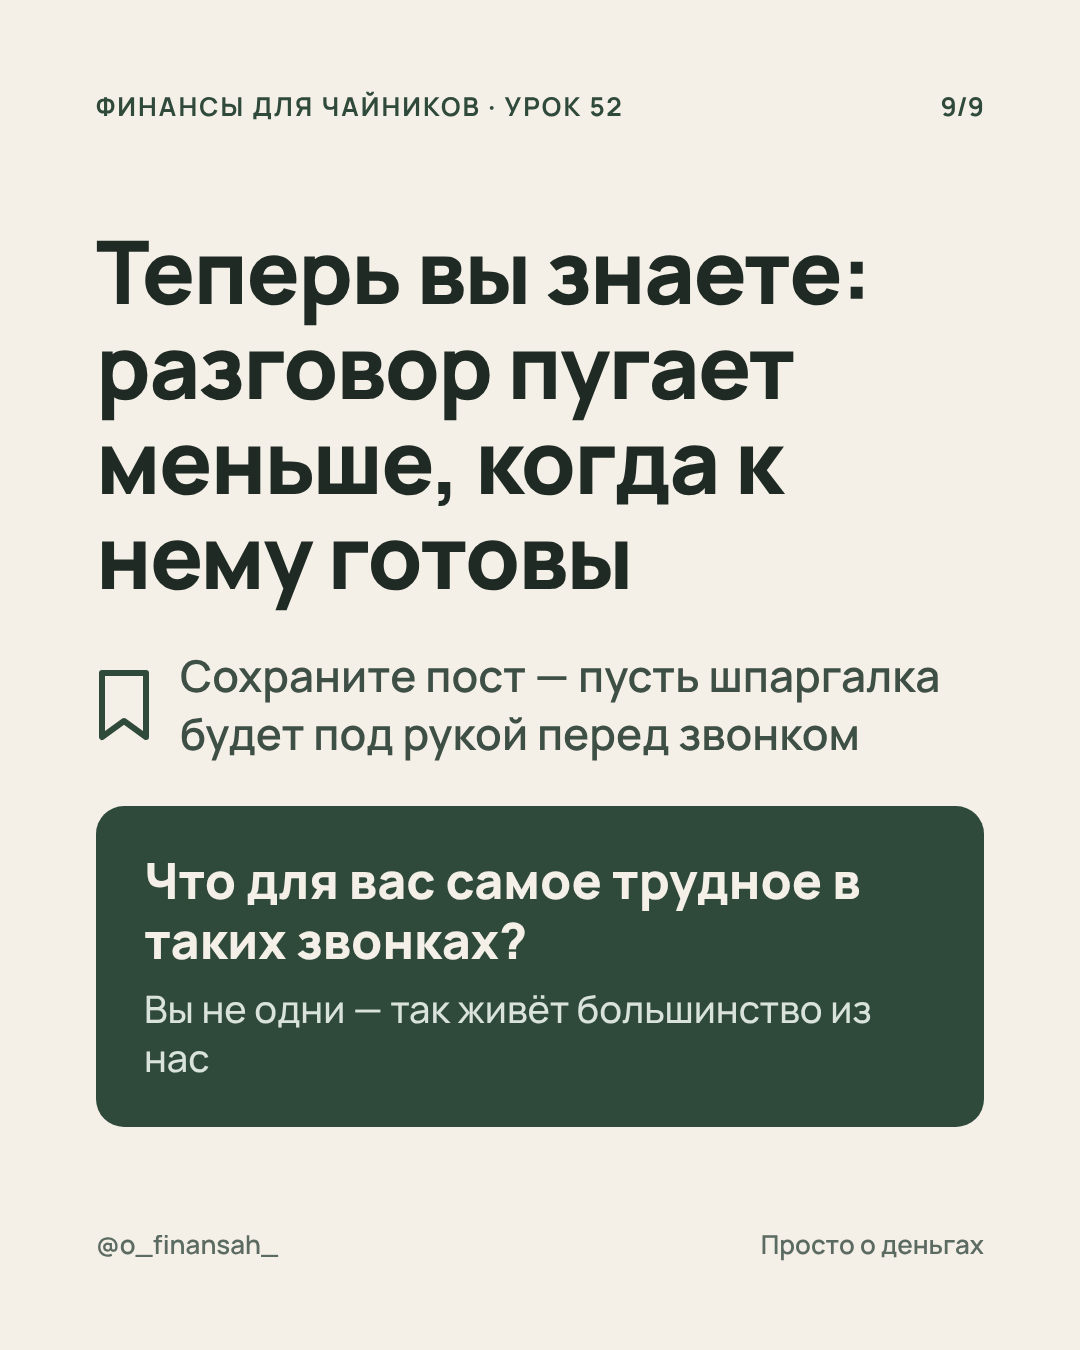 ФИНАНСЫ ДЛЯ ЧАЙНИКОВ · УРОК 52
9/9
Теперь вы знаете:
разговор пугает
меньше, когда к
нему готовы
Сохраните пост — пусть шпаргалка
будет под рукой перед звонком
Что для вас самое трудное в
таких звонках?
Вы не одни — так живёт большинство из
нас
@o_finansah_
Просто о деньгах